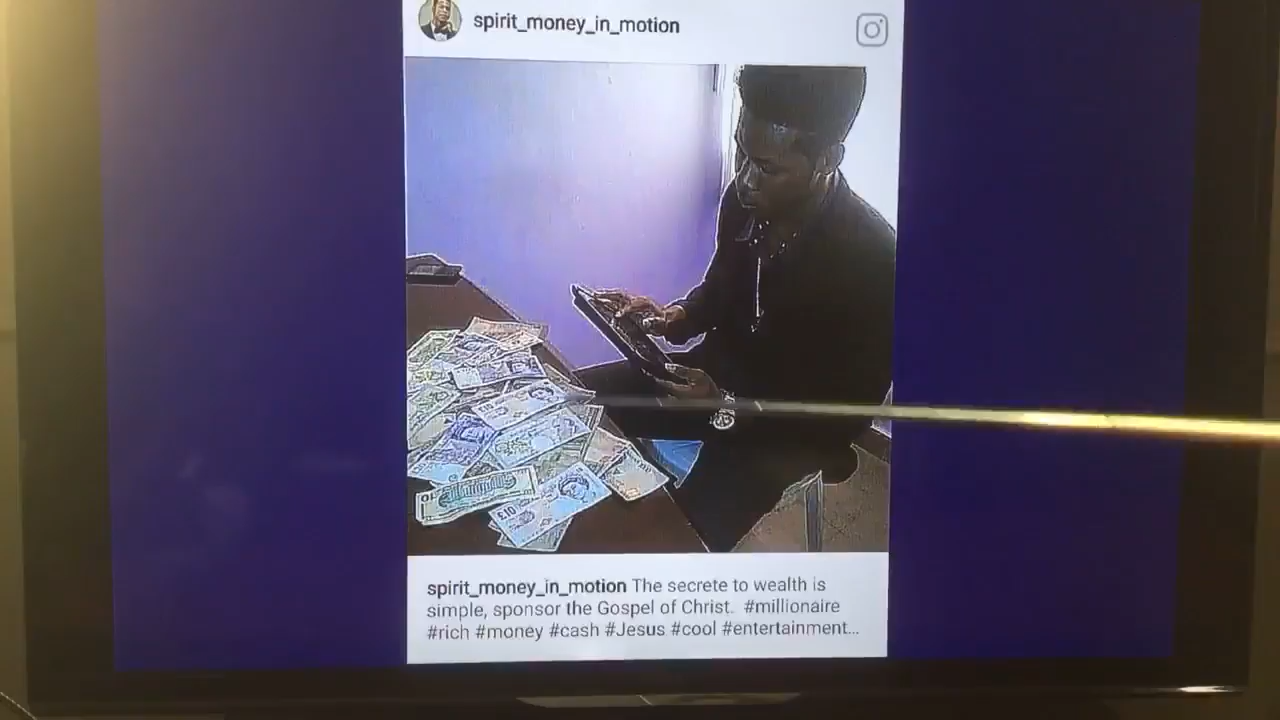 spirit_money_in_motion
£10
spirit_money_in_motion The secrete to wealth is
simple, sponsor the Gospel of Christ. #millionaire
#rich #money #cash #Jesus #cool #entertainment...